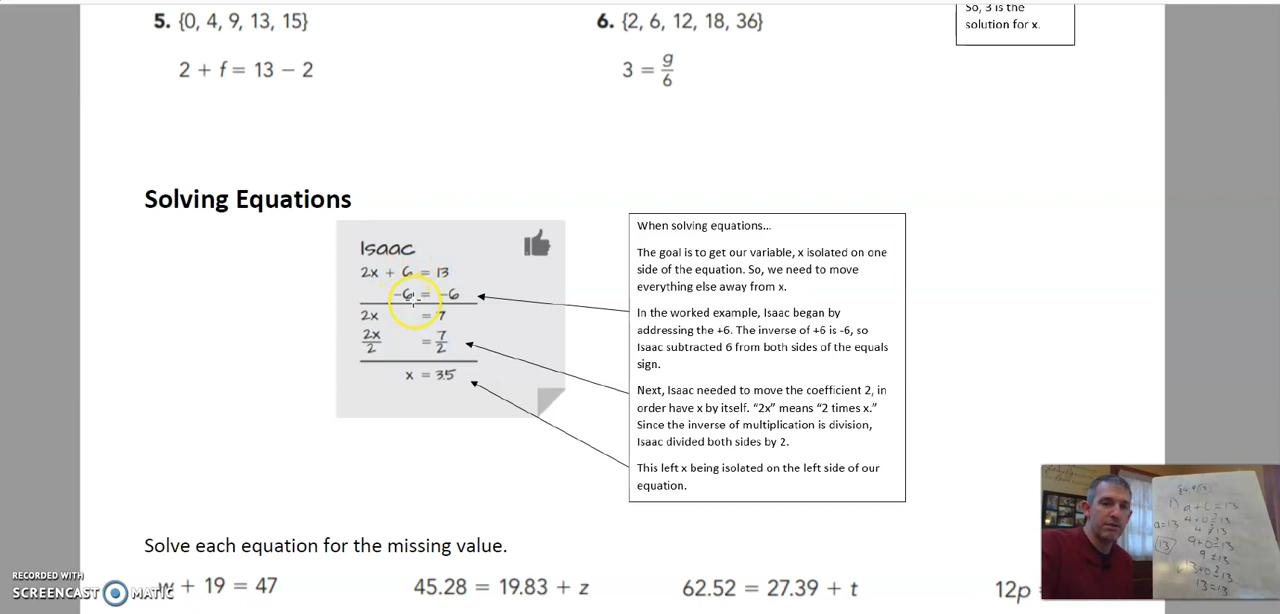 So, 3 is the
solution for x.
5. {0, 4, 9, 13, 15}
2 + f = 13 − 2
6. {2, 6, 12, 18, 36}
3 = g/6
Solving Equations
Isaac
2x + 6 = 13
-6 = -6
2x = 7
2x/2 = 7/2
x = 3.5
When solving equations...
The goal is to get our variable, x isolated on one
side of the equation. So, we need to move
everything else away from x.
In the worked example, Isaac began by
addressing the +6. The inverse of +6 is -6, so
Isaac subtracted 6 from both sides of the equals
sign.
Next, Isaac needed to move the coefficient 2, in
order have x by itself. “2x” means “2 times x.”
Since the inverse of multiplication is division,
Isaac divided both sides by 2.
This left x being isolated on the left side of our
equation.
Solve each equation for the missing value.
w + 19 = 47
45.28 = 19.83 + z
62.52 = 27.39 + t
12p
RECORDED WITH
SCREENCAST MATIC
1)
a=13
13
4 ≠ 13
13=13